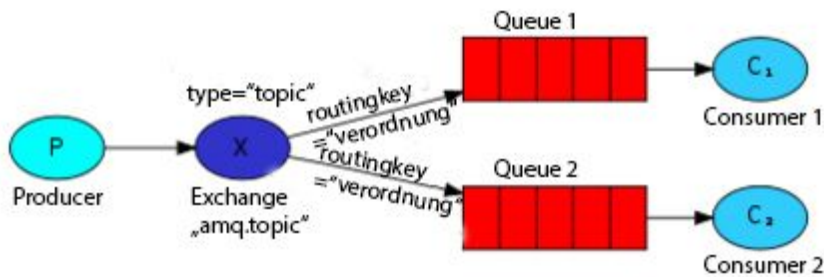 Queue 1
C₁
Consumer 1
type="topic"
routingkey
="verordnung"
P
Producer
X
Exchange
„amq.topic"
routingkey
="verordnung"
Queue 2
C₂
Consumer 2